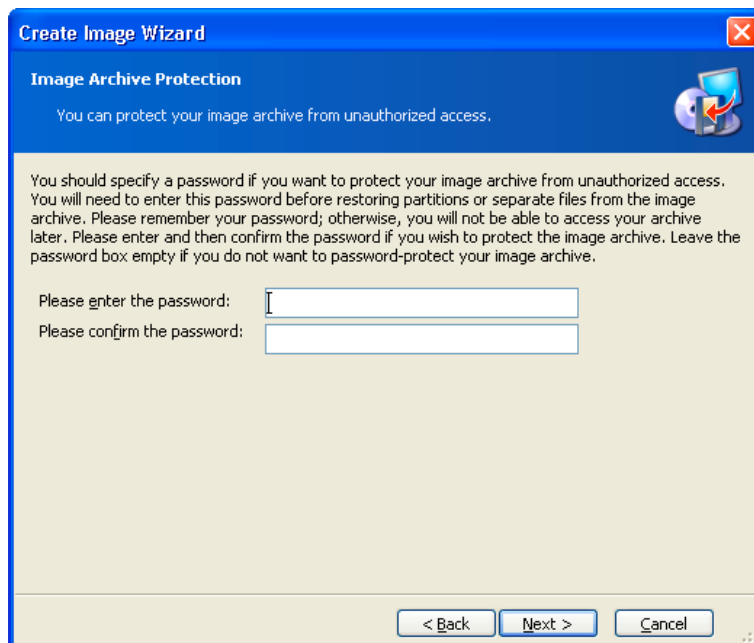 Create Image Wizard
Image Archive Protection
You can protect your image archive from unauthorized access.
You should specify a password if you want to protect your image archive from unauthorized access.
You will need to enter this password before restoring partitions or separate files from the image
archive. Please remember your password; otherwise, you will not be able to access your archive
later. Please enter and then confirm the password if you wish to protect the image archive. Leave the
password box empty if you do not want to password-protect your image archive.
Please enter the password:
Please confirm the password:
< Back Next > Cancel